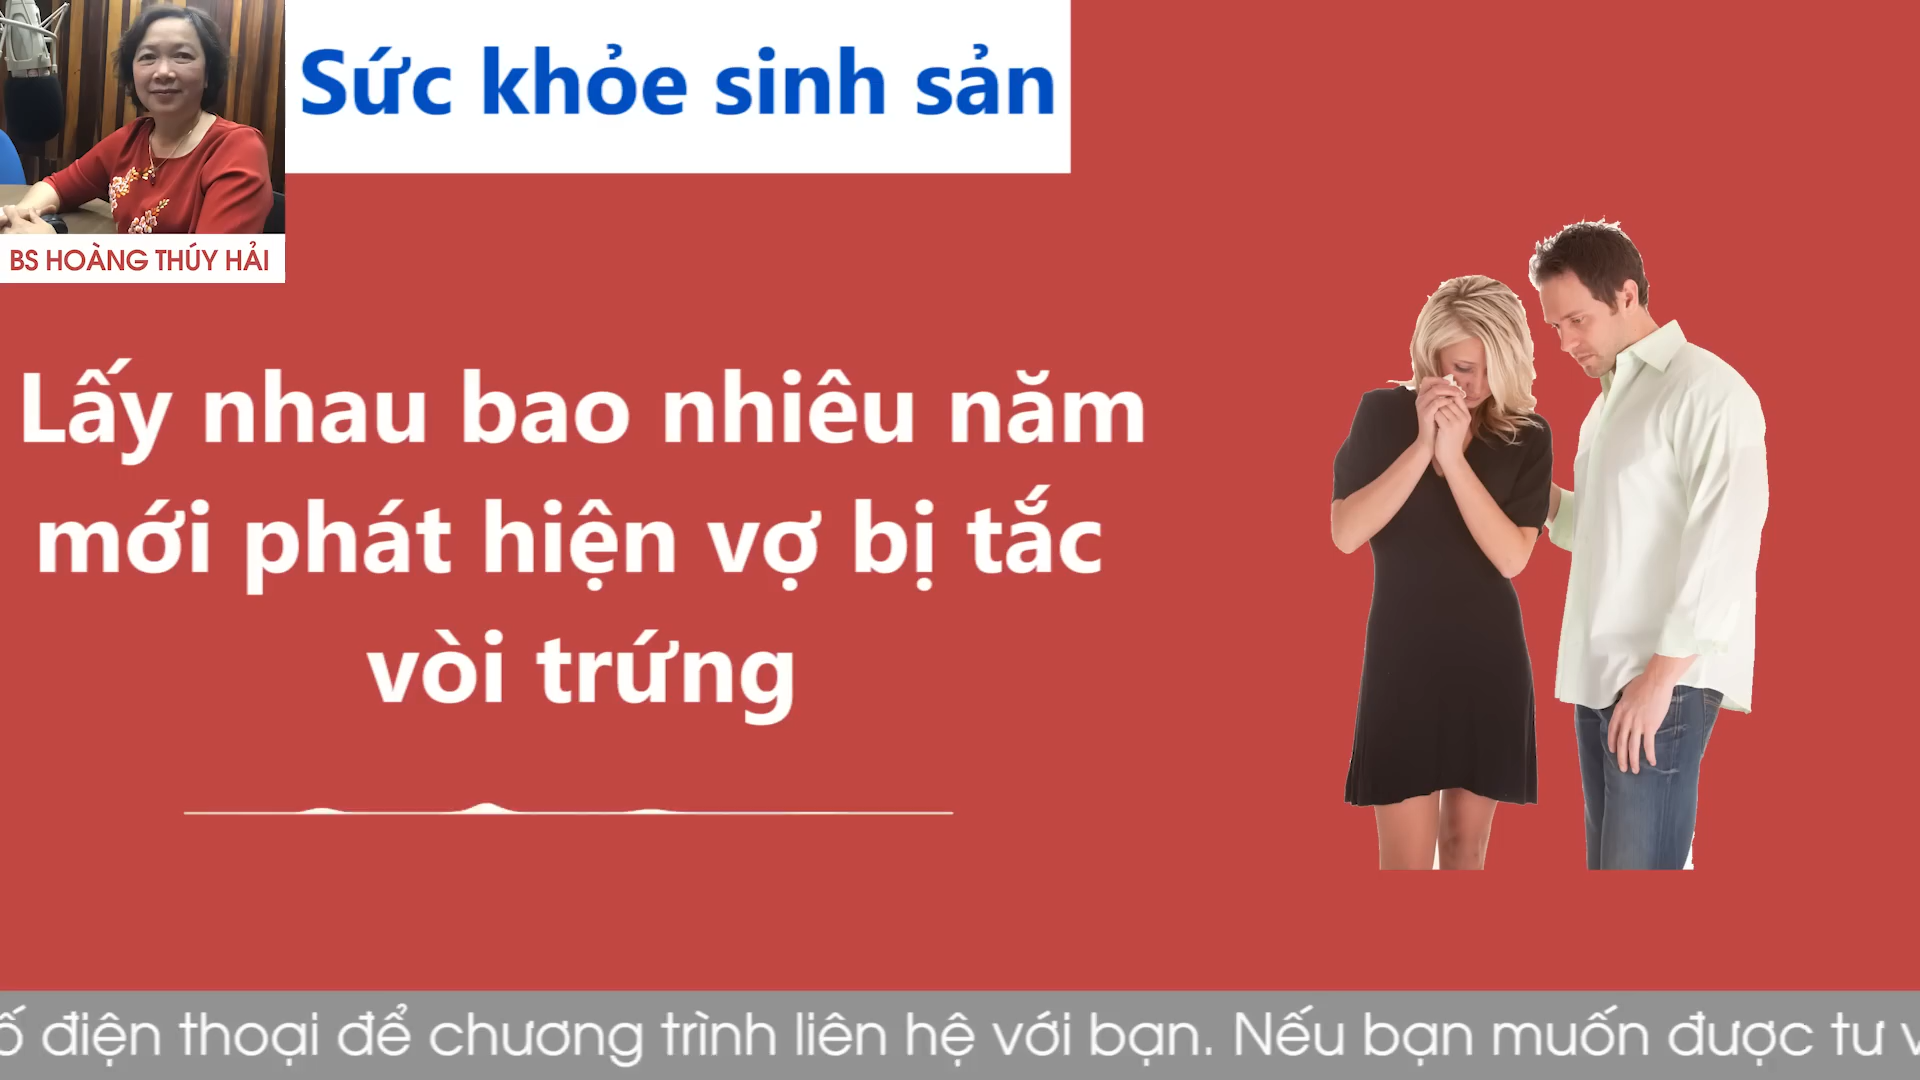 Sức khỏe sinh sản
BS HOÀNG THÚY HẢI
Lấy nhau bao nhiêu năm
mới phát hiện vợ bị tắc
vòi trứng
điện thoại để chương trình liên hệ với bạn. Nếu bạn muốn được tư